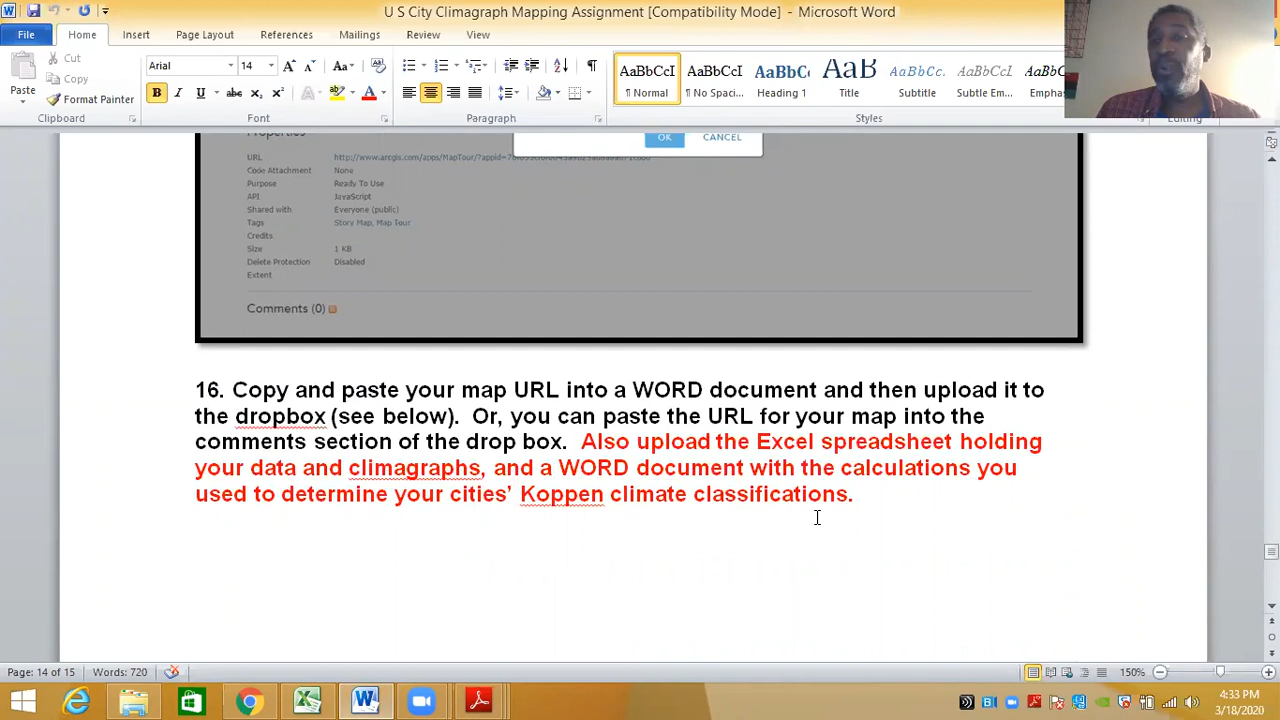 U S City Climagraph Mapping Assignment [Compatibility Mode] - Microsoft Word
File Home Insert Page Layout References Mailings Review View
Cut
Copy
Format Painter
Paste
Clipboard
Arial 14
Font
Paragraph
AaBbCcI AaBbCcI AaBbCc AaB AaBbCc. AaBbCcI AaBbCcI
¶ Normal ¶ No Spaci... Heading 1 Title Subtitle Subtle Em... Emphas
Styles
Editing
OK CANCEL
Properties
URL
Code Attachment None
Purpose Ready To Use
API JavaScript
Shared with Everyone (public)
Tags Story Map, Map Tour
Credits
Size 1 KB
Delete Protection Disabled
Extent
Comments (0)
16. Copy and paste your map URL into a WORD document and then upload it to
the dropbox (see below). Or, you can paste the URL for your map into the
comments section of the drop box. Also upload the Excel spreadsheet holding
your data and climagraphs, and a WORD document with the calculations you
used to determine your cities’ Koppen climate classifications.
Page: 14 of 15 Words: 720 150%
4:33 PM
3/18/2020